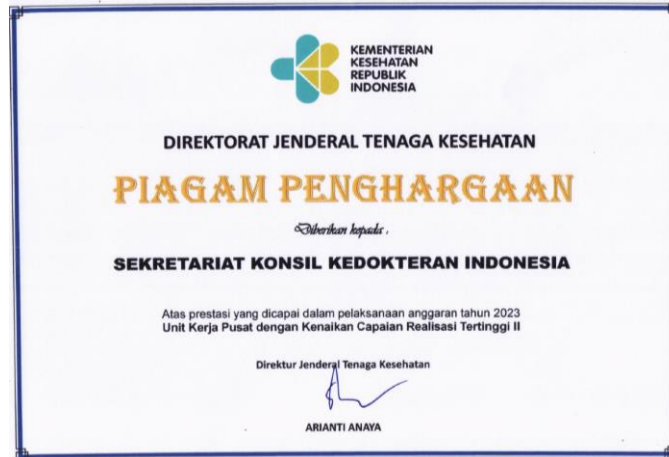 KEMENTERIAN
KESEHATAN
REPUBLIK
INDONESIA
DIREKTORAT JENDERAL TENAGA KESEHATAN
PIAGAM PENGHARGAAN
Diberikan kepada :
SEKRETARIAT KONSIL KEDOKTERAN INDONESIA
Atas prestasi yang dicapai dalam pelaksanaan anggaran tahun 2023
Unit Kerja Pusat dengan Kenaikan Capaian Realisasi Tertinggi II
Direktur Jenderal Tenaga Kesehatan
ARIANTI ANAYA